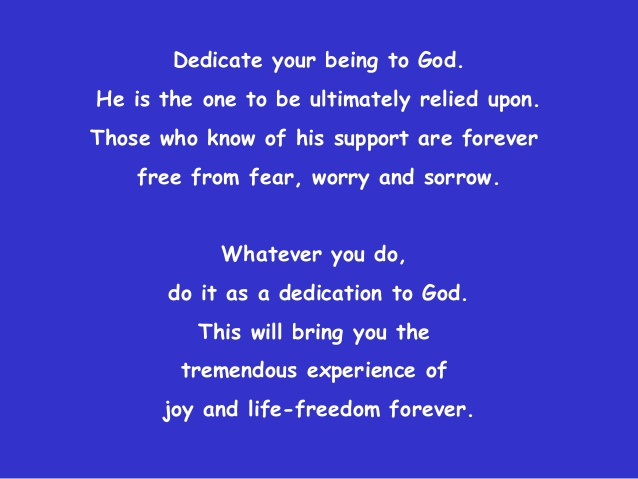 Dedicate your being to God.
He is the one to be ultimately relied upon.
Those who know of his support are forever
free from fear, worry and sorrow.
Whatever you do,
do it as a dedication to God.
This will bring you the
tremendous experience of
joy and life-freedom forever.